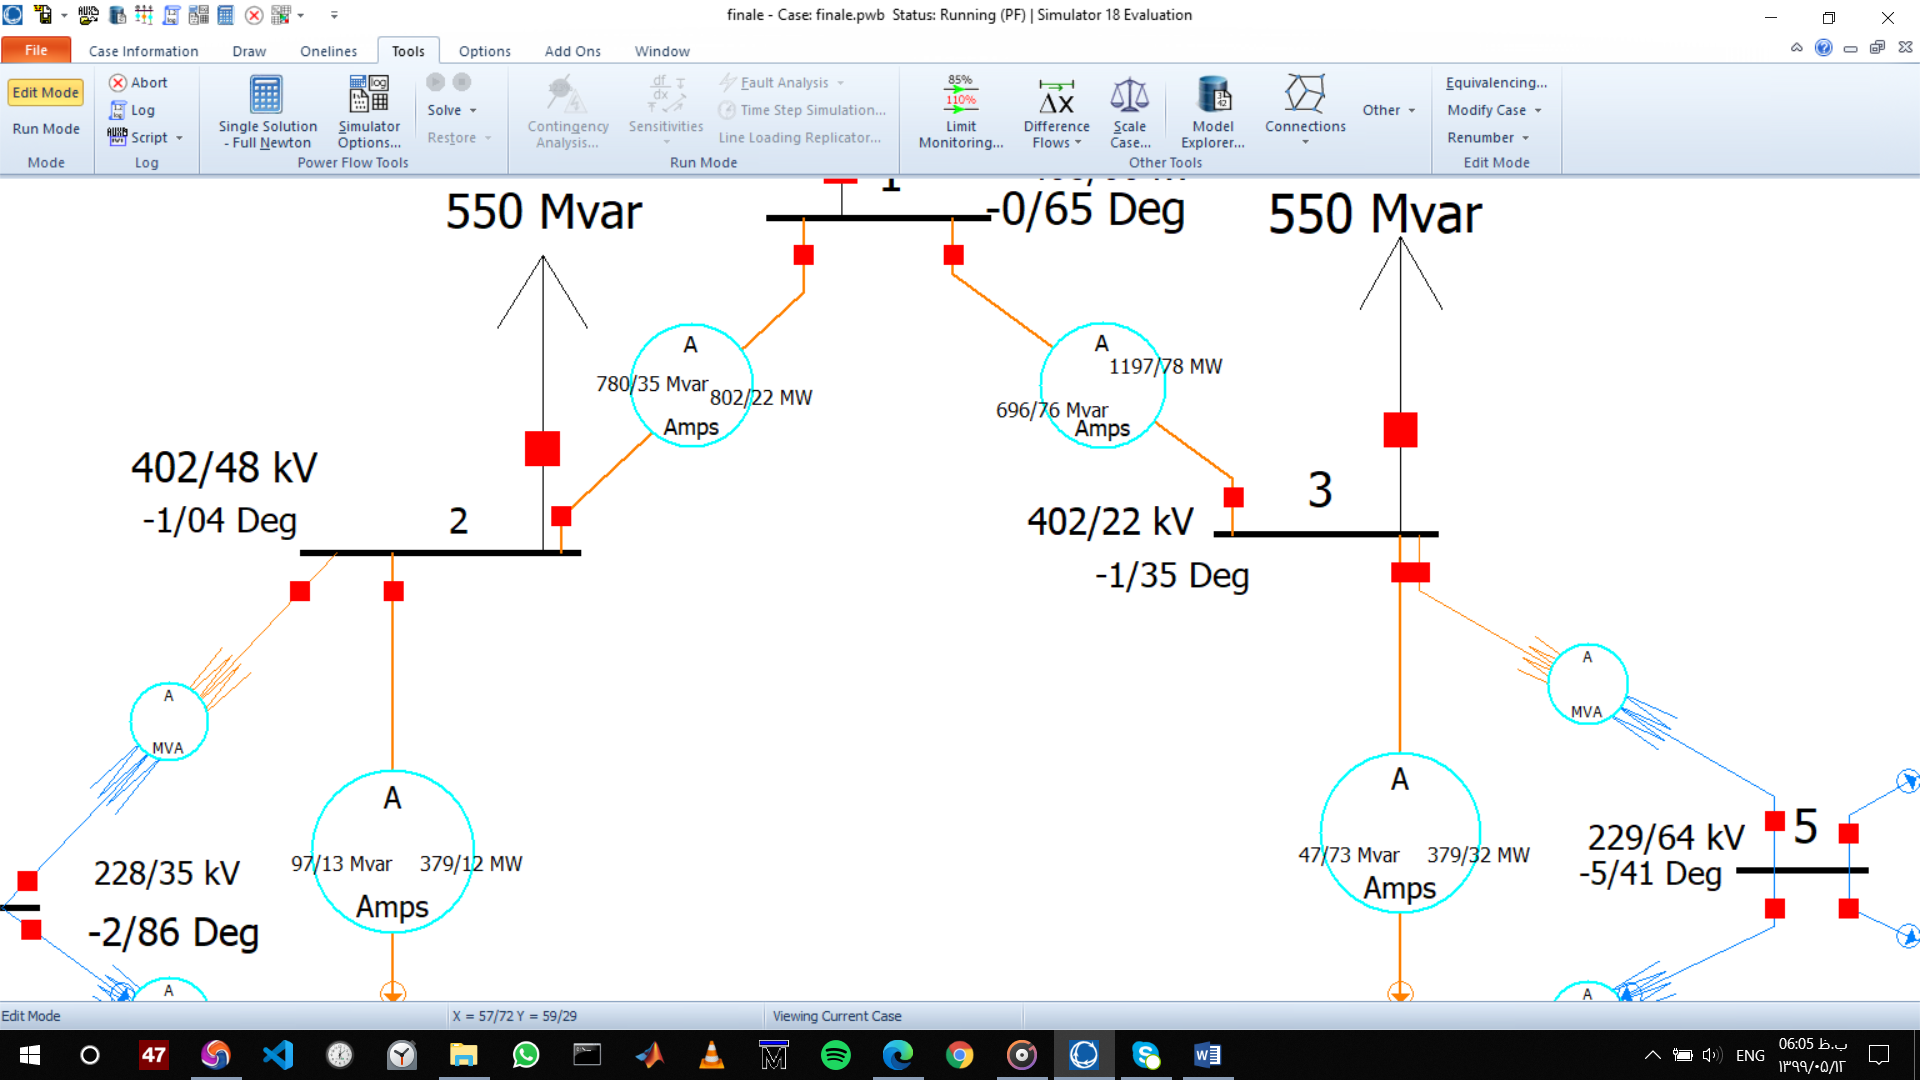 finale - Case: finale.pwb Status: Running (PF) | Simulator 18 Evaluation
File
Case Information
Draw
Onelines
Tools
Options
Add Ons
Window
Edit Mode
Run Mode
Mode
Abort
Log
Script
Log
Single Solution
- Full Newton
Simulator
Options...
Solve
Restore
Power Flow Tools
Contingency
Analysis...
Sensitivities
Fault Analysis
Time Step Simulation...
Line Loading Replicator...
Run Mode
85%
110%
Limit
Monitoring...
Difference
Flows
Scale
Case...
Model
Explorer...
Connections
Other
Other Tools
Equivalencing...
Modify Case
Renumber
Edit Mode
550 Mvar
1
-0/65 Deg
550 Mvar
A
780/35 Mvar
802/22 MW
Amps
A
1197/78 MW
696/76 Mvar
Amps
402/48 kV
-1/04 Deg
2
402/22 kV
3
-1/35 Deg
A
MVA
A
MVA
A
97/13 Mvar 379/12 MW
Amps
A
47/73 Mvar 379/32 MW
Amps
228/35 kV
-2/86 Deg
229/64 kV
5
-5/41 Deg
A
A
Edit Mode
X = 57/72 Y = 59/29
Viewing Current Case
47
ENG
06:05 ب.ظ
۱۳۹۹/۰۵/۱۲